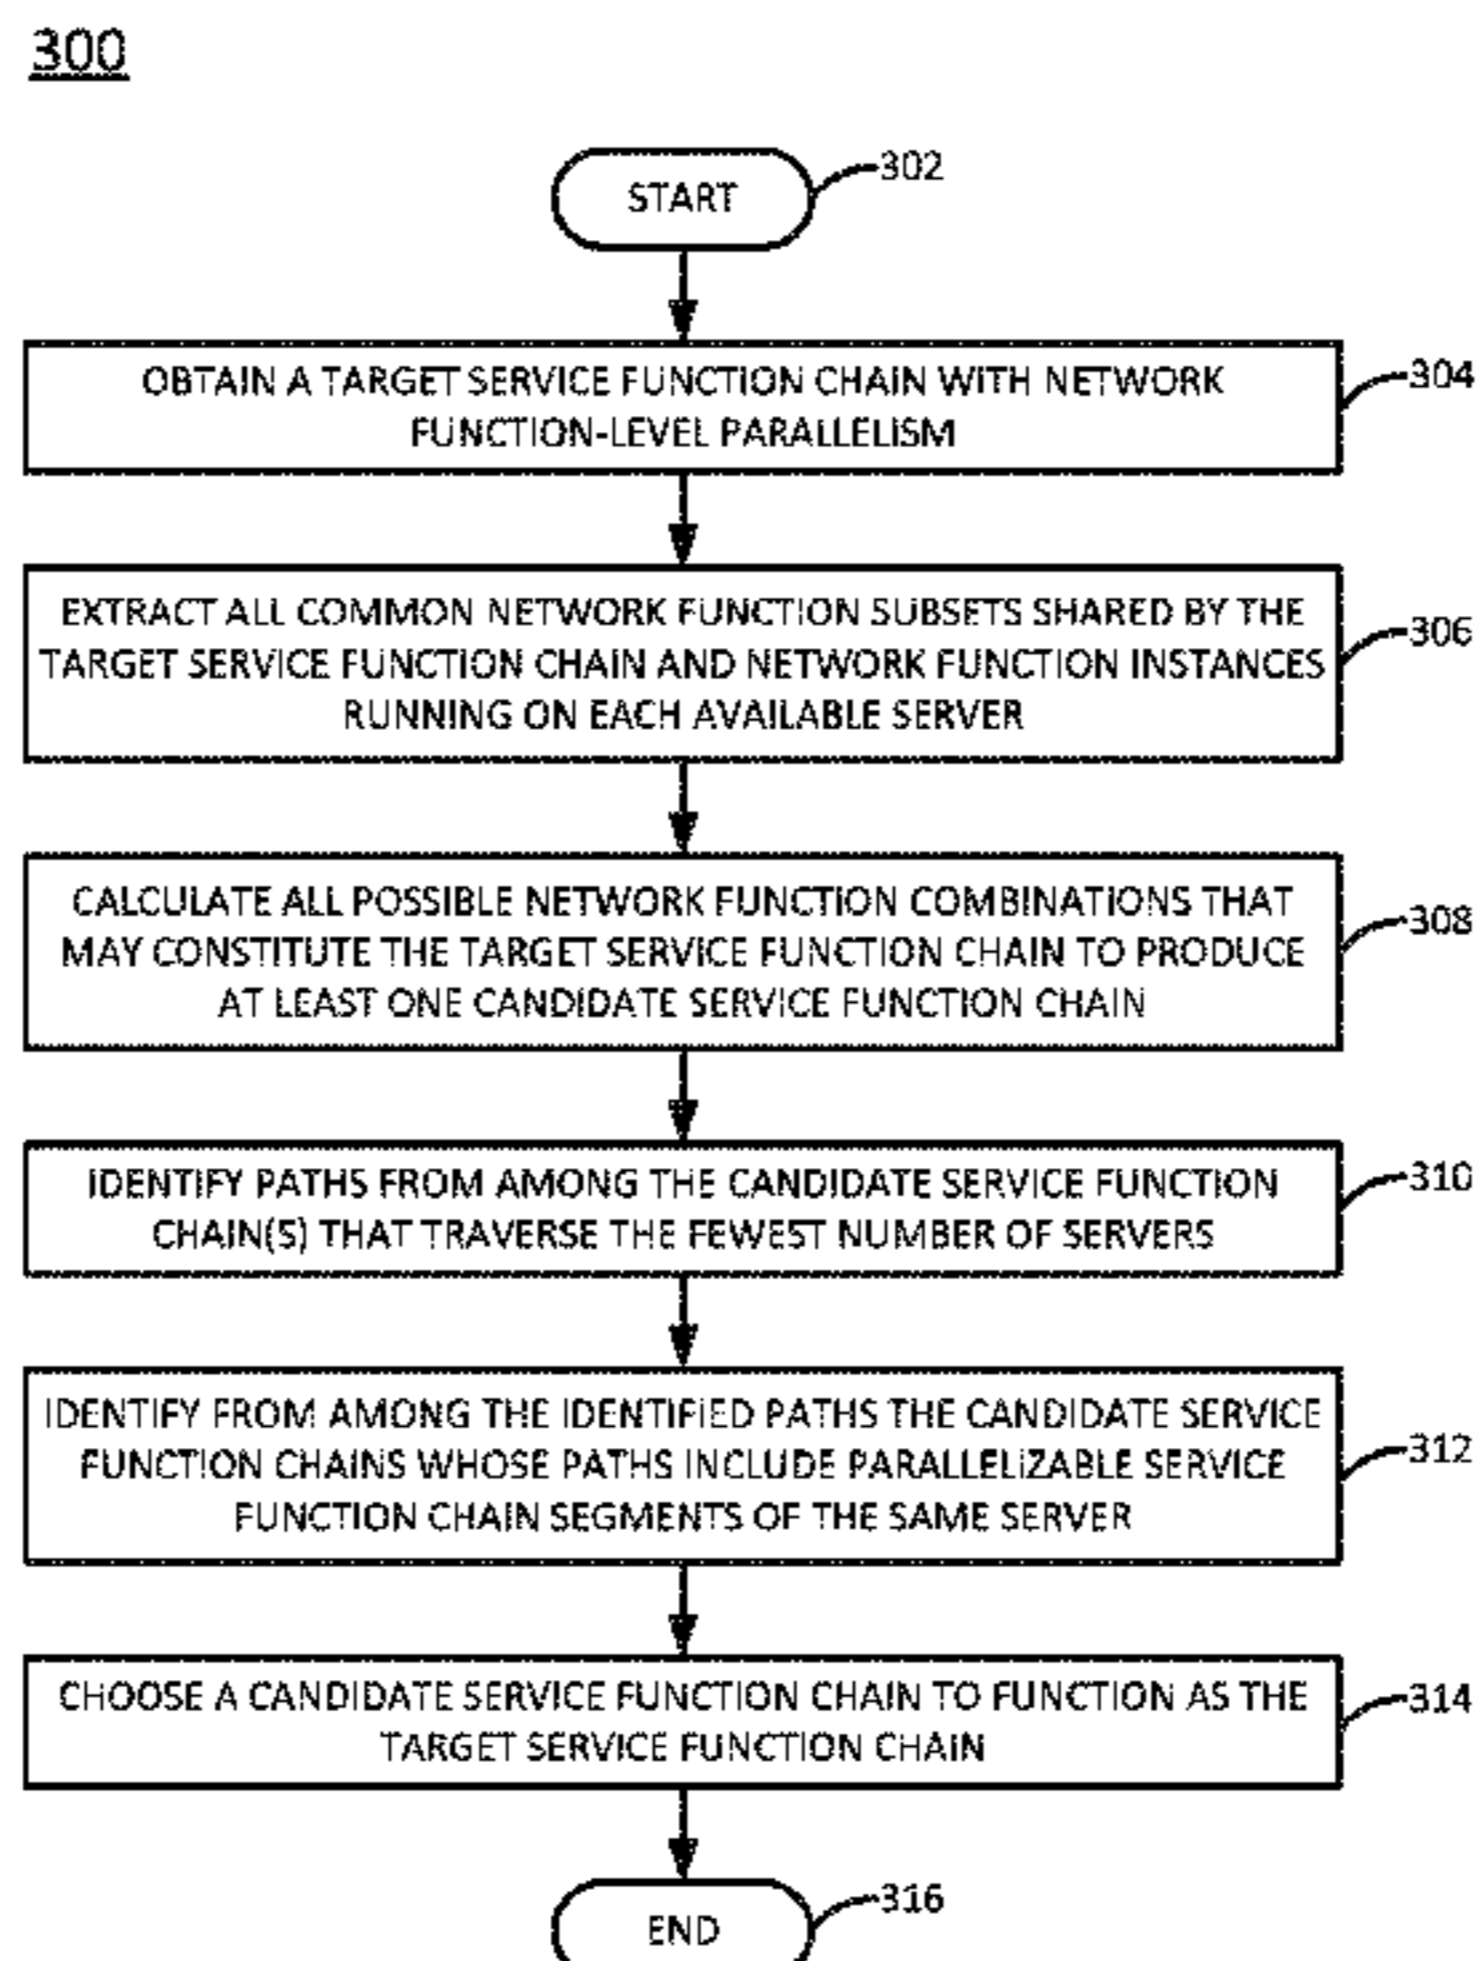 300
START
302
OBTAIN A TARGET SERVICE FUNCTION CHAIN WITH NETWORK
FUNCTION-LEVEL PARALLELISM
304
EXTRACT ALL COMMON NETWORK FUNCTION SUBSETS SHARED BY THE
TARGET SERVICE FUNCTION CHAIN AND NETWORK FUNCTION INSTANCES
RUNNING ON EACH AVAILABLE SERVER
306
CALCULATE ALL POSSIBLE NETWORK FUNCTION COMBINATIONS THAT
MAY CONSTITUTE THE TARGET SERVICE FUNCTION CHAIN TO PRODUCE
AT LEAST ONE CANDIDATE SERVICE FUNCTION CHAIN
308
IDENTIFY PATHS FROM AMONG THE CANDIDATE SERVICE FUNCTION
CHAIN(S) THAT TRAVERSE THE FEWEST NUMBER OF SERVERS
310
IDENTIFY FROM AMONG THE IDENTIFIED PATHS THE CANDIDATE SERVICE
FUNCTION CHAINS WHOSE PATHS INCLUDE PARALLELIZABLE SERVICE
FUNCTION CHAIN SEGMENTS OF THE SAME SERVER
312
CHOOSE A CANDIDATE SERVICE FUNCTION CHAIN TO FUNCTION AS THE
TARGET SERVICE FUNCTION CHAIN
314
END
316